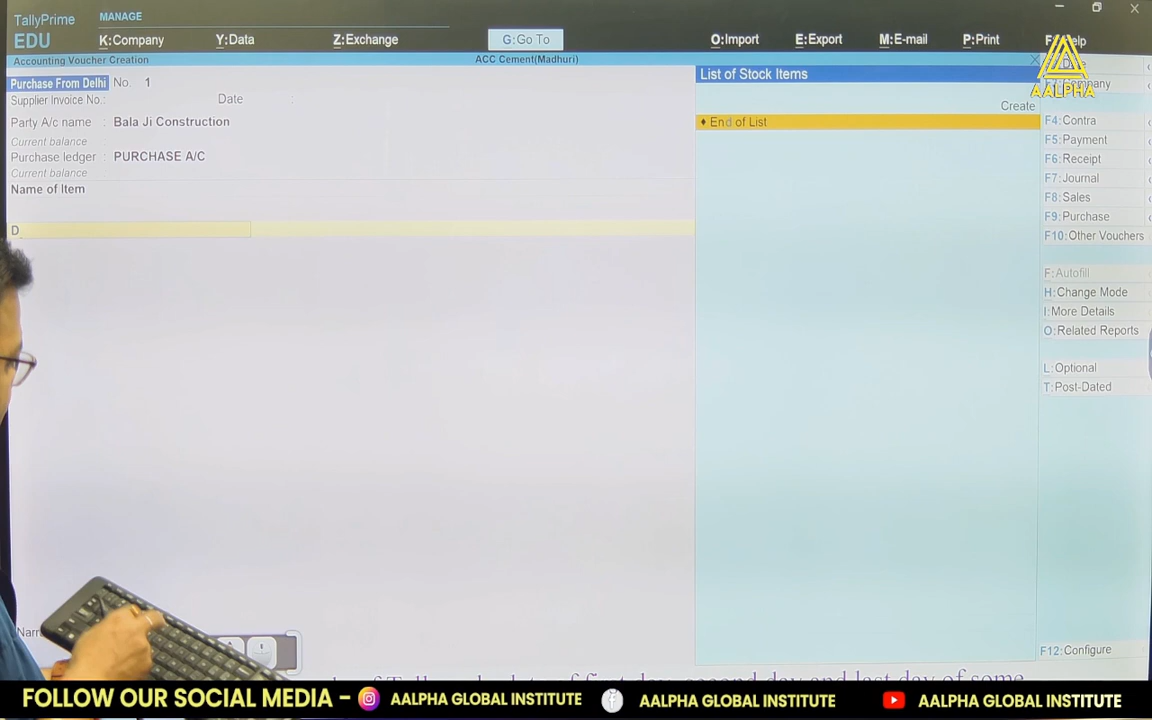 TallyPrime
MANAGE
EDU
K:Company
Y:Data
Z:Exchange
G:Go To
O:Import
E:Export
M:E-mail
P:Print
Accounting Voucher Creation
ACC Cement(Madhuri)
AALPHA
Purchase From Delhi No. 1
Supplier Invoice No.:
Date :
Party A/c name : Bala Ji Construction
Current balance :
Purchase ledger : PURCHASE A/C
Current balance :
Name of Item
D
List of Stock Items
Create
♦ End of List
F4:Contra
F5:Payment
F6:Receipt
F7:Journal
F8:Sales
F9:Purchase
F10:Other Vouchers
F:Autofill
H:Change Mode
I:More Details
O:Related Reports
L:Optional
T:Post-Dated
F12:Configure
FOLLOW OUR SOCIAL MEDIA – AALPHA GLOBAL INSTITUTE AALPHA GLOBAL INSTITUTE AALPHA GLOBAL INSTITUTE